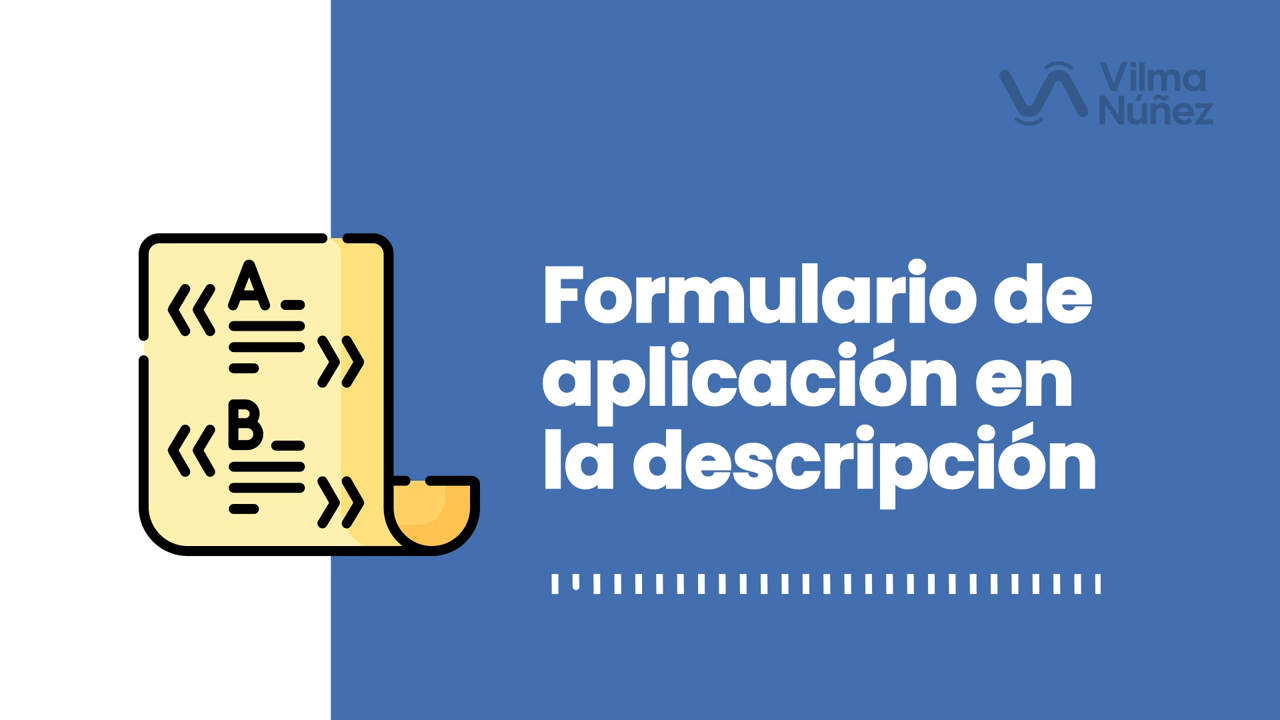 Vilma
Núñez
« A
»
« B
»
Formulario de
aplicación en
la descripción